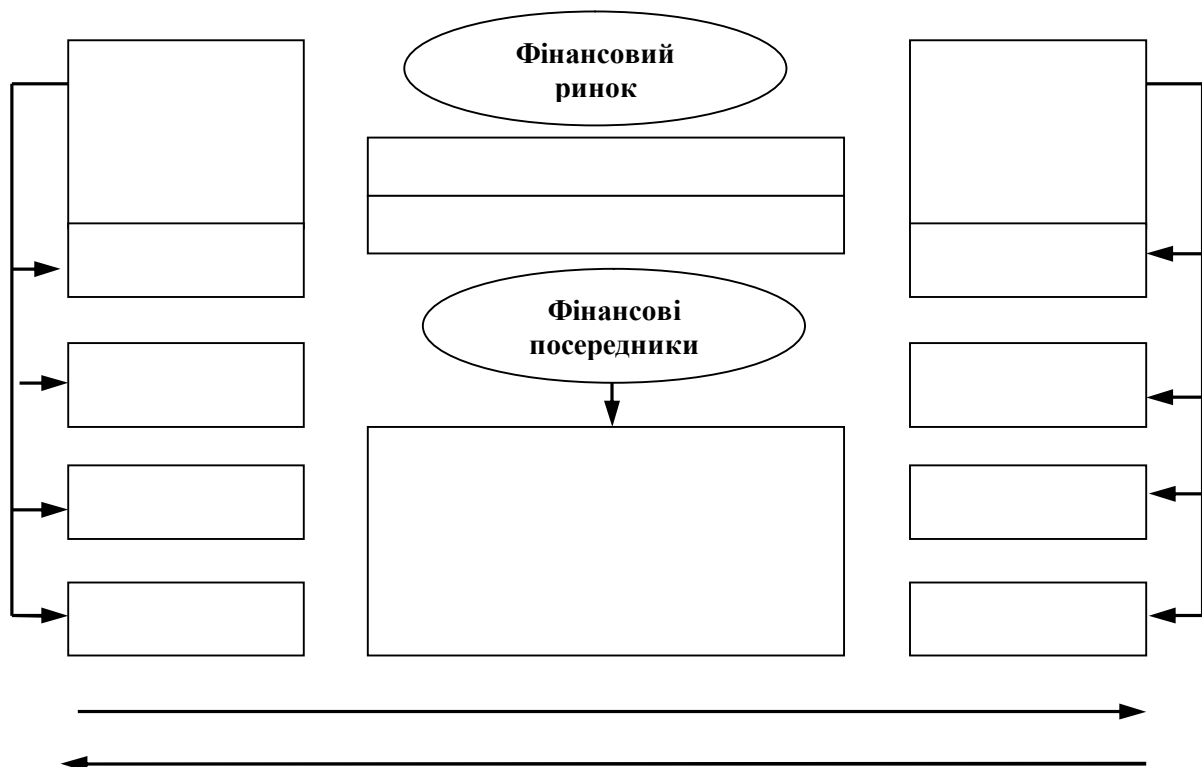 Фінансовий
ринок
Фінансові
посередники